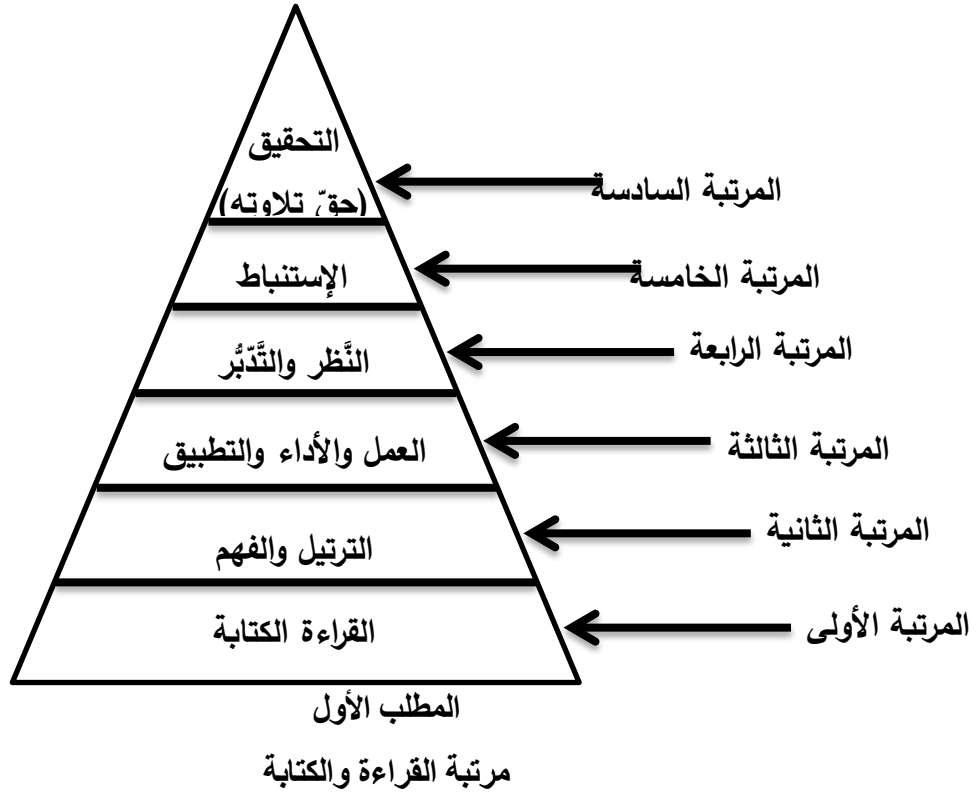 التحقيق
(حقّ تلاوته)
المرتبة السادسة
الإستنباط
المرتبة الخامسة
النَّظر والتَّدّبُّر
المرتبة الرابعة
العمل والأداء والتطبيق
المرتبة الثالثة
الترتيل والفهم
المرتبة الثانية
القراءة الكتابة
المرتبة الأولى
المطلب الأول
مرتبة القراءة والكتابة